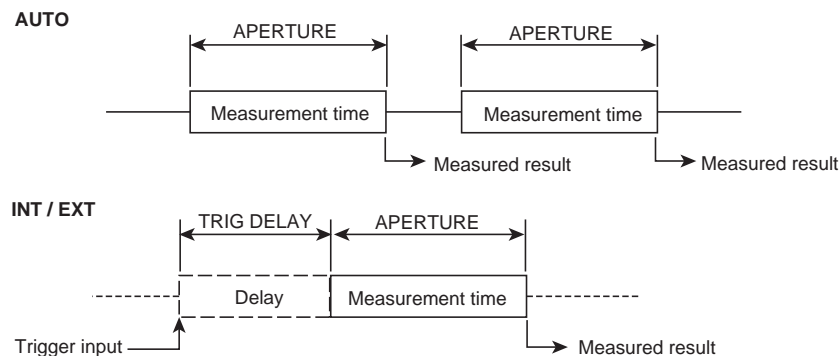 AUTO
APERTURE
APERTURE
Measurement time
Measurement time
Measured result
Measured result
INT / EXT
TRIG DELAY
APERTURE
Delay
Measurement time
Trigger input
Measured result